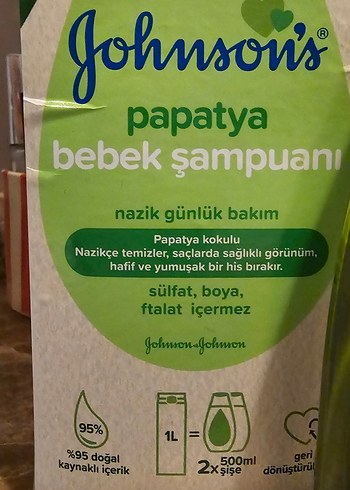 Johnson's®
papatya
bebek şampuanı
nazik günlük bakım
Papatya kokulu
Nazikçe temizler, saçlarda sağlıklı görünüm,
hafif ve yumuşak bir his bırakır.
sülfat, boya,
ftalat içermez
Johnson & Johnson
95%
%95 doğal
kaynaklı içerik
1L =
2x 500ml
şişe
geri